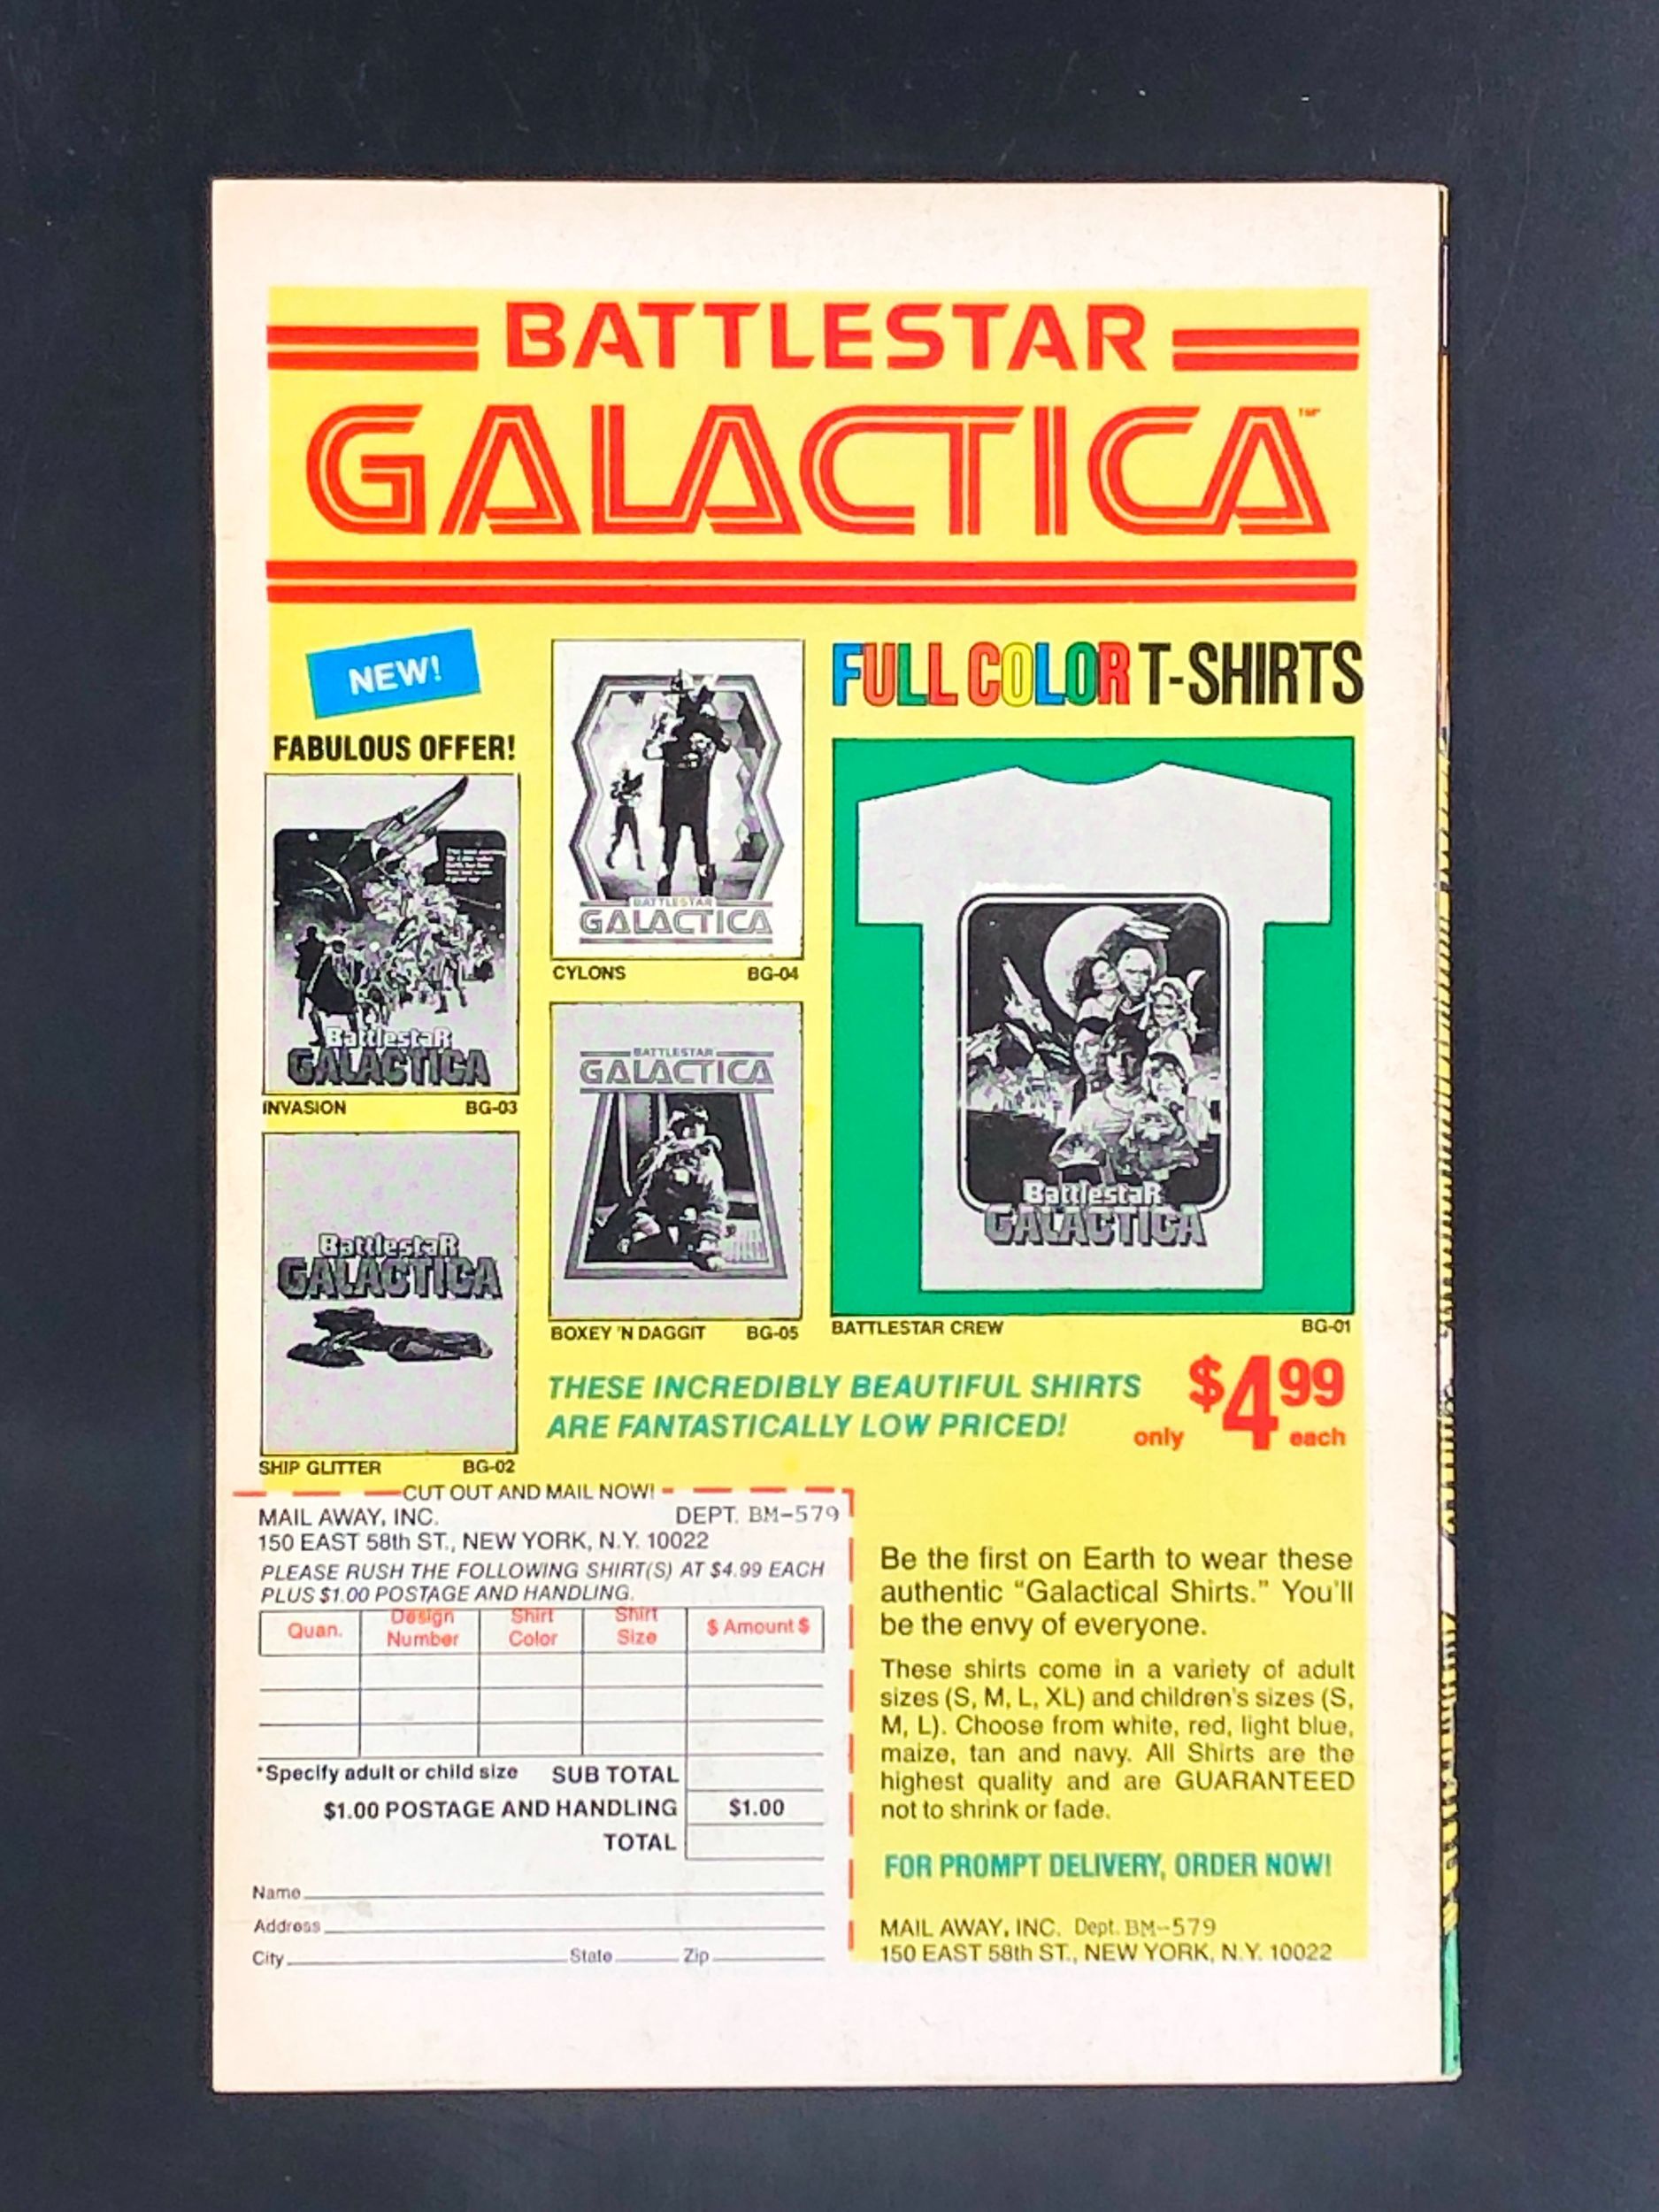 BATTLESTAR
GALACTICA™
NEW!
FABULOUS OFFER!
Battlestar
GALACTICA
INVASION BG-03
Battlestar
GALACTICA
SHIP GLITTER BG-02
BATTLESTAR
GALACTICA
CYLONS BG-04
BATTLESTAR
GALACTICA
BOXEY 'N DAGGIT BG-05
FULL COLOR T-SHIRTS
BattlestaR
GALACTICA
BATTLESTAR CREW BG-01
THESE INCREDIBLY BEAUTIFUL SHIRTS
ARE FANTASTICALLY LOW PRICED!
only $4.99 each
CUT OUT AND MAIL NOW!
MAIL AWAY, INC. DEPT. BM-579
150 EAST 58th ST., NEW YORK, N.Y. 10022
PLEASE RUSH THE FOLLOWING SHIRT(S) AT $4.99 EACH
PLUS $1.00 POSTAGE AND HANDLING.
Quan. Design Number Shirt Color Shirt Size $ Amount $
*Specify adult or child size SUB TOTAL
$1.00 POSTAGE AND HANDLING $1.00
TOTAL
Name
Address
City State Zip
Be the first on Earth to wear these
authentic "Galactical Shirts." You'll
be the envy of everyone.
These shirts come in a variety of adult
sizes (S, M, L, XL) and children's sizes (S,
M, L). Choose from white, red, light blue,
maize, tan and navy. All Shirts are the
highest quality and are GUARANTEED
not to shrink or fade.
FOR PROMPT DELIVERY, ORDER NOW!
MAIL AWAY, INC. Dept. BM-579
150 EAST 58th ST., NEW YORK, N.Y. 10022